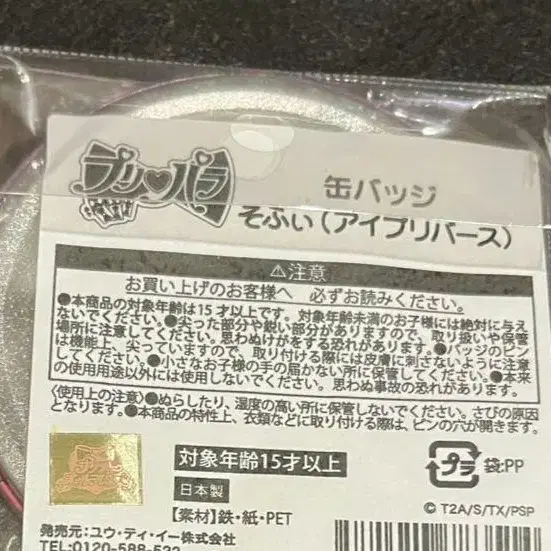 プリ♥パラ
缶バッジ
そふぃ(アイプリバース)
⚠注意
お買い上げのお客様へ 必ずお読みください。
●本商品の対象年齢は15才以上です。対象年齢未満のお子様には絶対に与え
ないでください。●尖った部分や鋭い部分がありますので、取り扱いや保管
場所に注意してください。思わぬけがをする恐れがあります。●バッジのピン
は機能上、尖っていますので、取り付ける際には皮膚に刺さないように注意
してください。●小さなお子様の手の届かない所に保管してください。●本来
の使用用途以外には使用しないでください。思わぬ事故の恐れがあります。
〈使用上の注意〉●ぬらしたり、湿度の高い所に保管しないでください。さびの原因
となります。●本商品の特性上、衣類などに取り付ける際は、ピンの穴が開きます。
対象年齢15才以上
日本製
【素材】鉄・紙・PET
プラ 袋:PP
© T2A/S/TX/PSP
発売元:ユウ・ティ・イー株式会社
TEL:0120-588-522